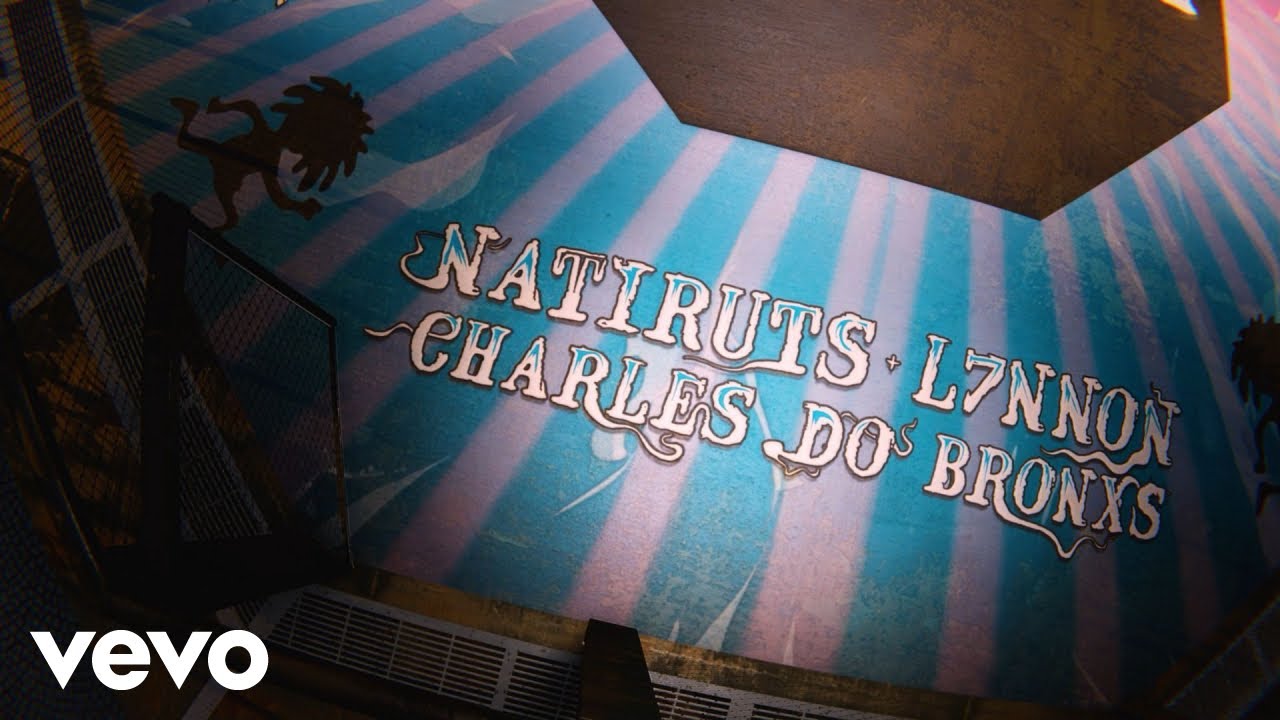 NATIRUTS + L7NNON
CHARLES DO BRONXS
vevo